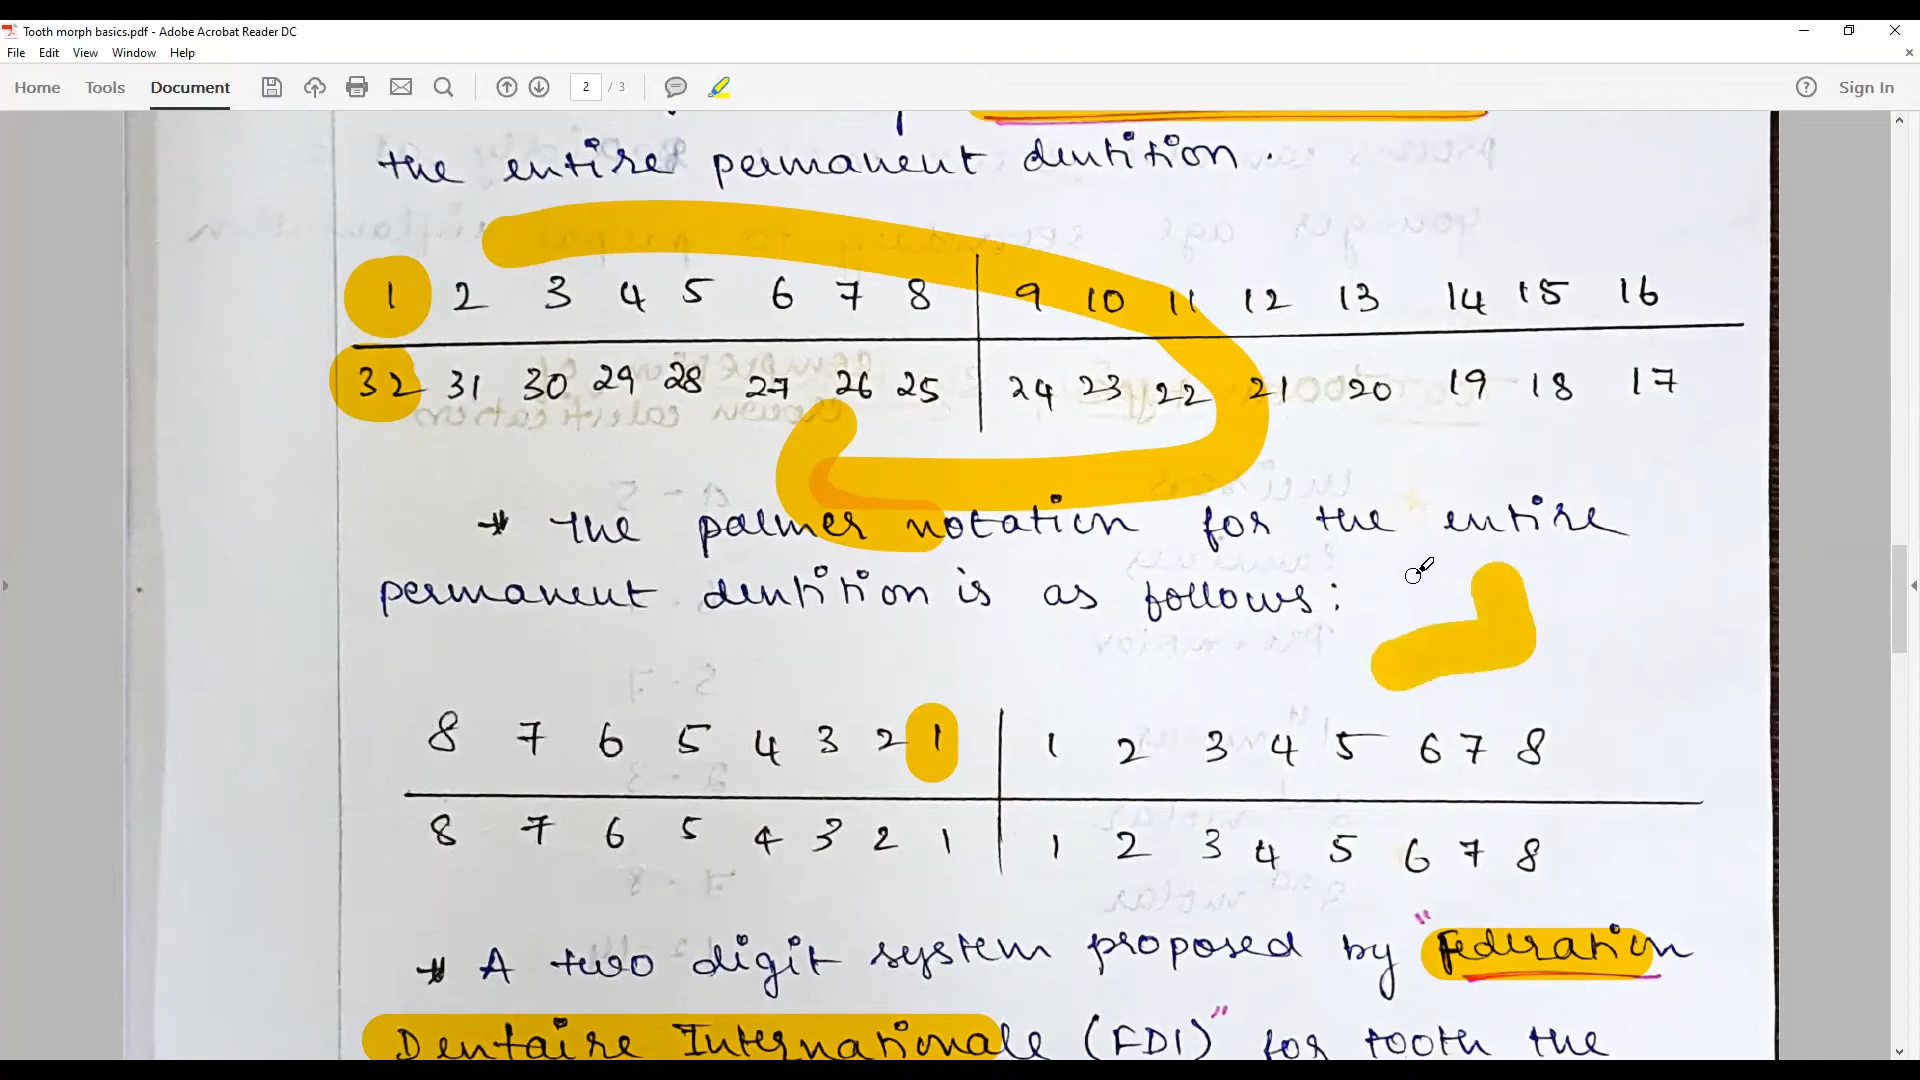 Tooth morph basics.pdf - Adobe Acrobat Reader DC
File Edit View Window Help
Home Tools Document 2 / 3 Sign In
the entire permanent dentition.
1 2 3 4 5 6 7 8 9 10 11 12 13 14 15 16
32 31 30 29 28 27 26 25 24 23 22 21 20 19 18 17
* The palmer notation for the entire
permanent dentition is as follows:
8 7 6 5 4 3 2 1 1 2 3 4 5 6 7 8
8 7 6 5 4 3 2 1 1 2 3 4 5 6 7 8
* A two digit system proposed by "Federation
Dentaire Internationale (FDI)" for tooth the